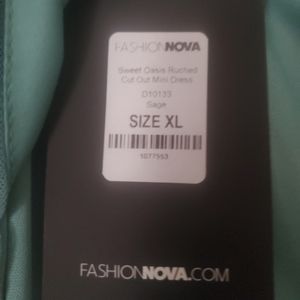 FASHIONNOVA
Sweet Oasis Ruched
Cut Out Mini Dress
D10133
Sage
SIZE XL
1077553
FASHIONNOVA.COM